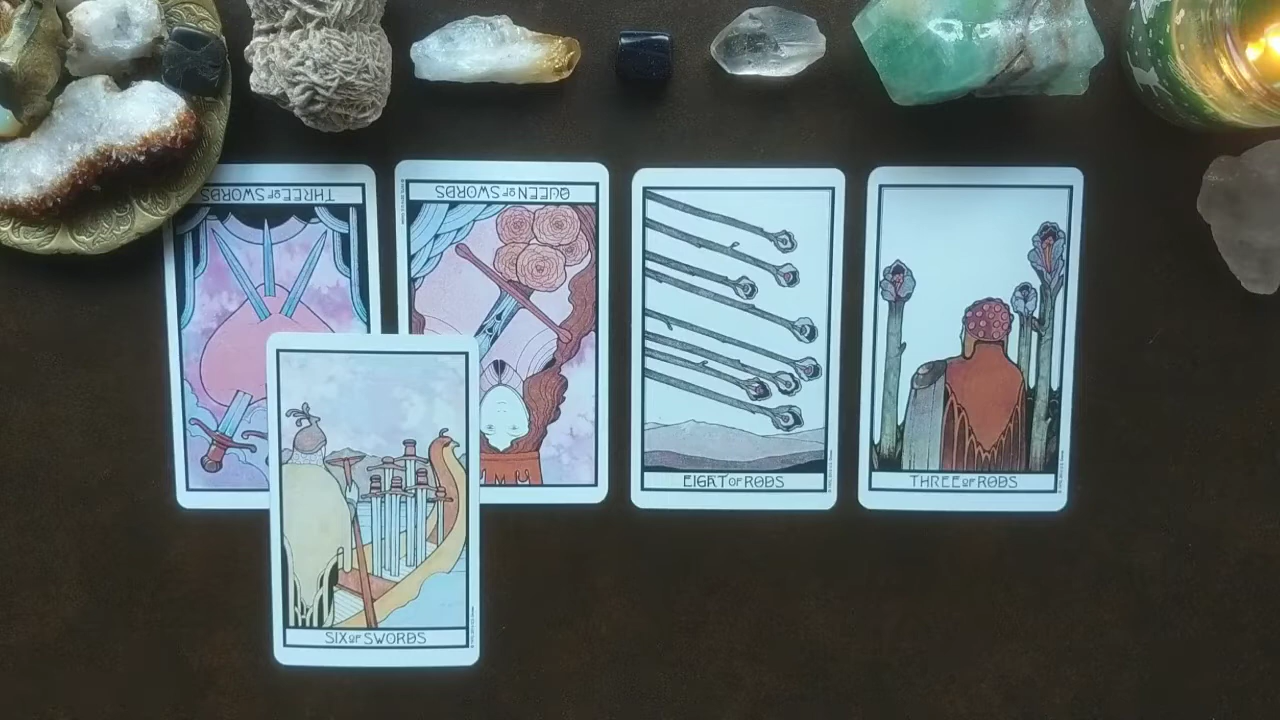 THREE OF SWORDS
QUEEN OF SWORDS
EIGHT OF RODS
THREE OF RODS
SIX OF SWORDS